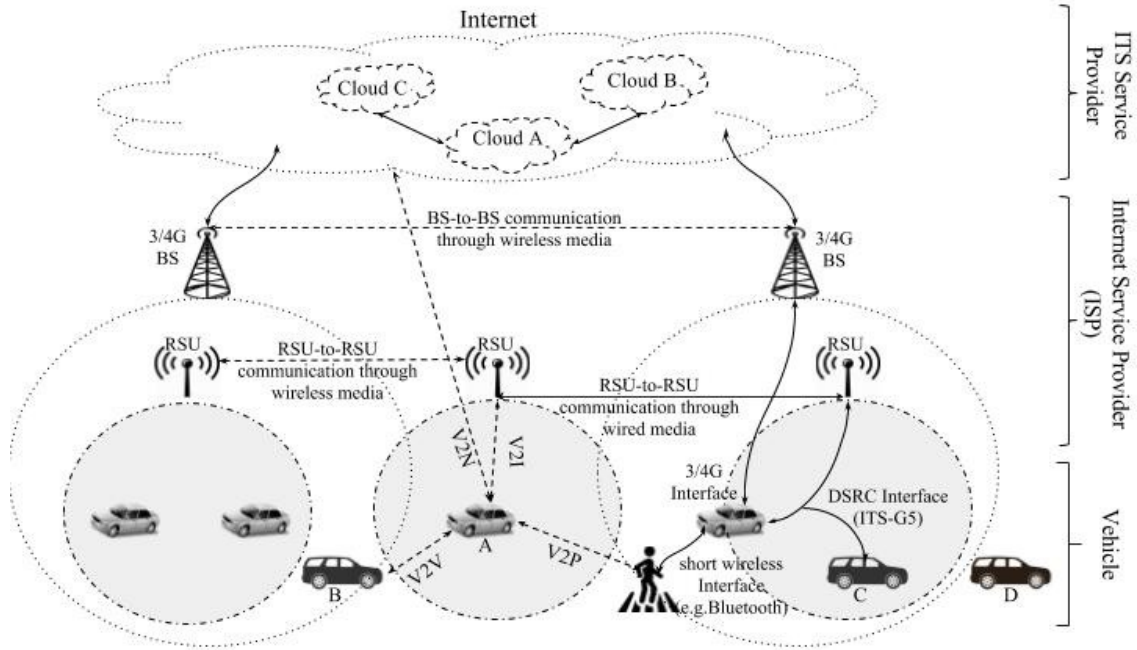 Internet
Cloud C
Cloud B
Cloud A
ITS Service
Provider
BS-to-BS communication
through wireless media
3/4G
BS
3/4G
BS
Internet Service Provider
(ISP)
RSU
RSU
RSU
RSU-to-RSU
communication through
wireless media
RSU-to-RSU
communication through
wired media
V2N
V2I
3/4G
Interface
DSRC Interface
(ITS-G5)
A
V2P
V2V
B
short wireless
Interface
(e.g.Bluetooth)
C
D
Vehicle